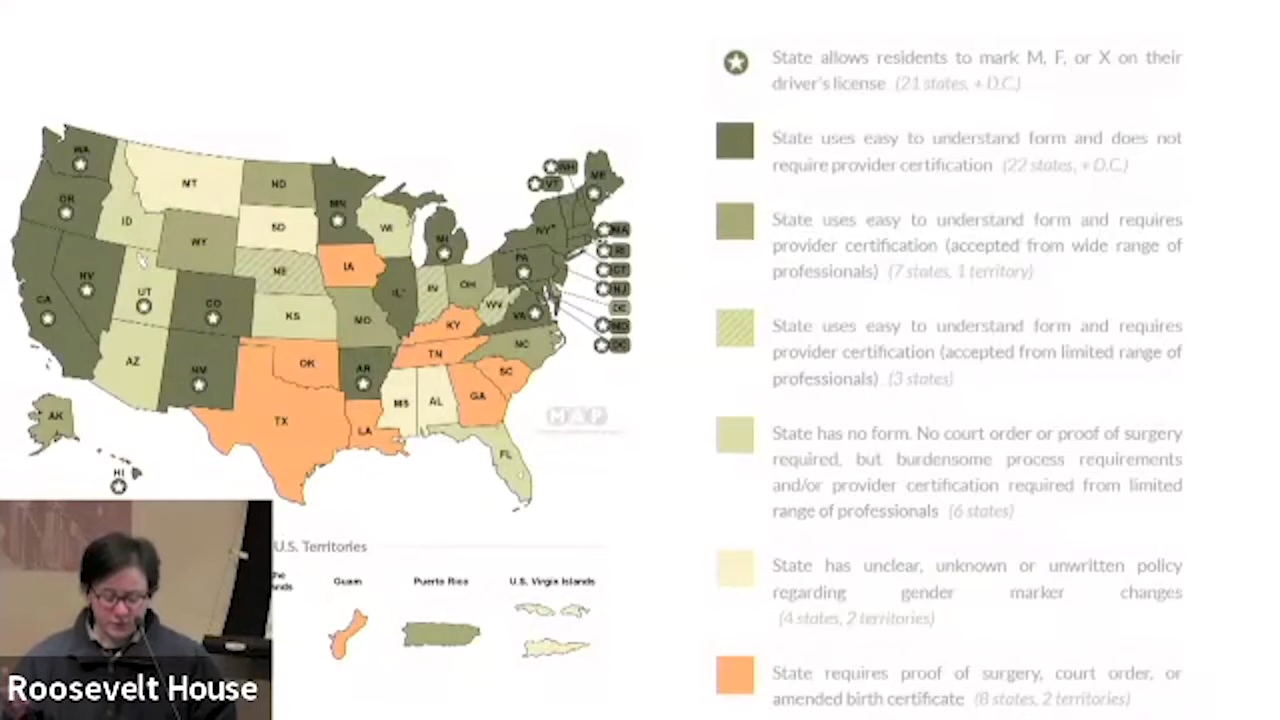 WA
MT
ND
MN
OR
ID
WY
SD
WI
MI
NY*
VT
NH
ME
MA
RI
CT
NJ
DE
MD
DC
NV
UT
CO
NE
IA
IL*
IN
OH
PA
WV
VA
CA
AZ
NM
KS
MO
KY
NC
TN
SC
OK
AR
MS
AL
GA
TX
LA
FL
AK
HI
MAP
State allows residents to mark M, F, or X on their
driver's license (21 states, + D.C.)
State uses easy to understand form and does not
require provider certification (22 states, + D.C.)
State uses easy to understand form and requires
provider certification (accepted from wide range of
professionals) (7 states, 1 territory)
State uses easy to understand form and requires
provider certification (accepted from limited range of
professionals) (3 states)
State has no form. No court order or proof of surgery
required, but burdensome process requirements
and/or provider certification required from limited
range of professionals (6 states)
State has unclear, unknown or unwritten policy
regarding gender marker changes
(4 states, 2 territories)
State requires proof of surgery, court order, or
amended birth certificate (8 states, 2 territories)
U.S. Territories
Guam
Puerto Rico
U.S. Virgin Islands
Roosevelt House